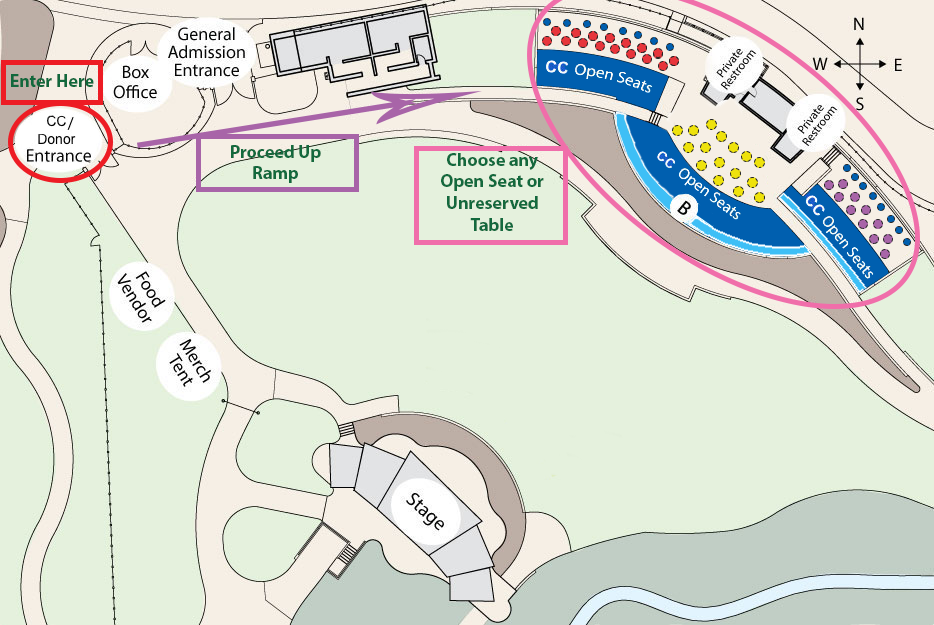 General
Admission
Entrance
Enter Here
Box
Office
CC /
Donor
Entrance
Proceed Up
Ramp
Choose any
Open Seat or
Unreserved
Table
CC Open Seats
Private
Restroom
Private
Restroom
N
W E
S
CC Open Seats
B
CC Open Seats
Food
Vendor
Merch
Tent
Stage